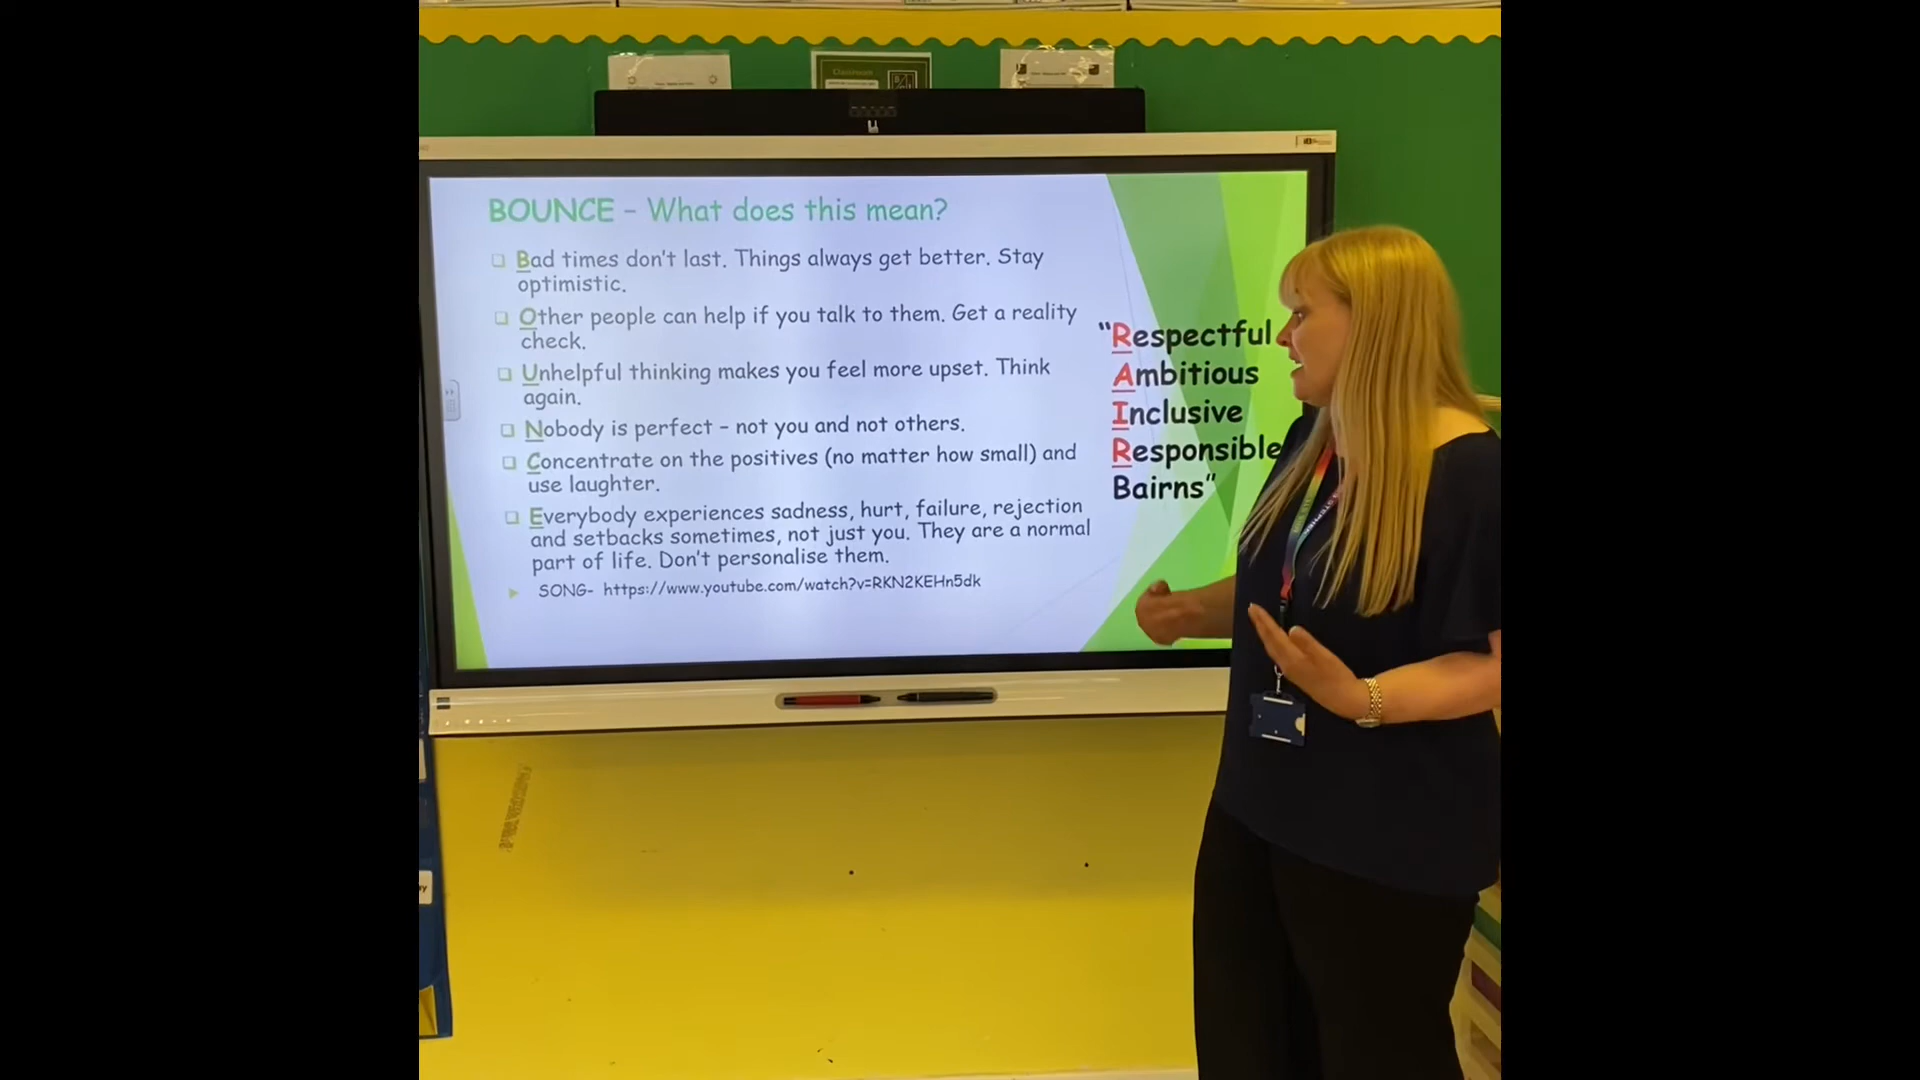 Classroom
BOUNCE – What does this mean?
Bad times don't last. Things always get better. Stay
optimistic.
Other people can help if you talk to them. Get a reality
check.
Unhelpful thinking makes you feel more upset. Think
again.
Nobody is perfect – not you and not others.
Concentrate on the positives (no matter how small) and
use laughter.
Everybody experiences sadness, hurt, failure, rejection
and setbacks sometimes, not just you. They are a normal
part of life. Don't personalise them.
SONG- https://www.youtube.com/watch?v=RKN2KEHn5dk
"Respectful
Ambitious
Inclusive
Responsible
Bairns"